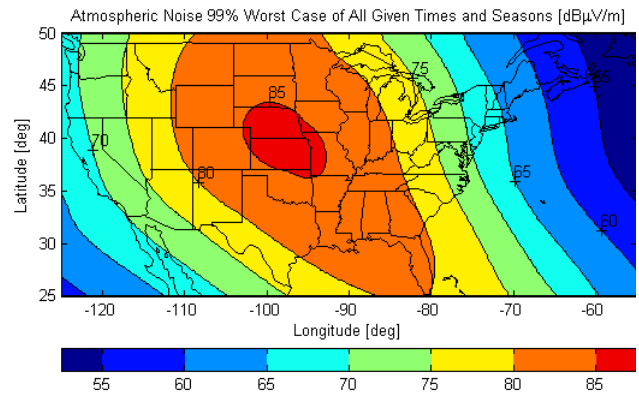 Atmospheric Noise 99% Worst Case of All Given Times and Seasons [dBµV/m]
50
45
40
35
30
25
Latitude [deg]
85
75
70
80
65
60
55
-120 -110 -100 -90 -80 -70 -60
Longitude [deg]
55 60 65 70 75 80 85